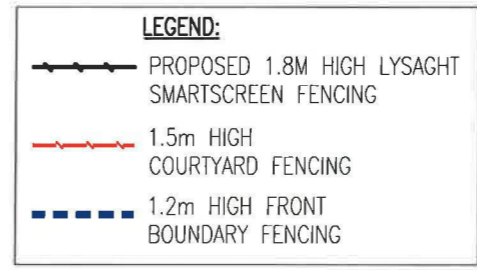 LEGEND:
PROPOSED 1.8M HIGH LYSAGHT
SMARTSCREEN FENCING
1.5m HIGH
COURTYARD FENCING
1.2m HIGH FRONT
BOUNDARY FENCING